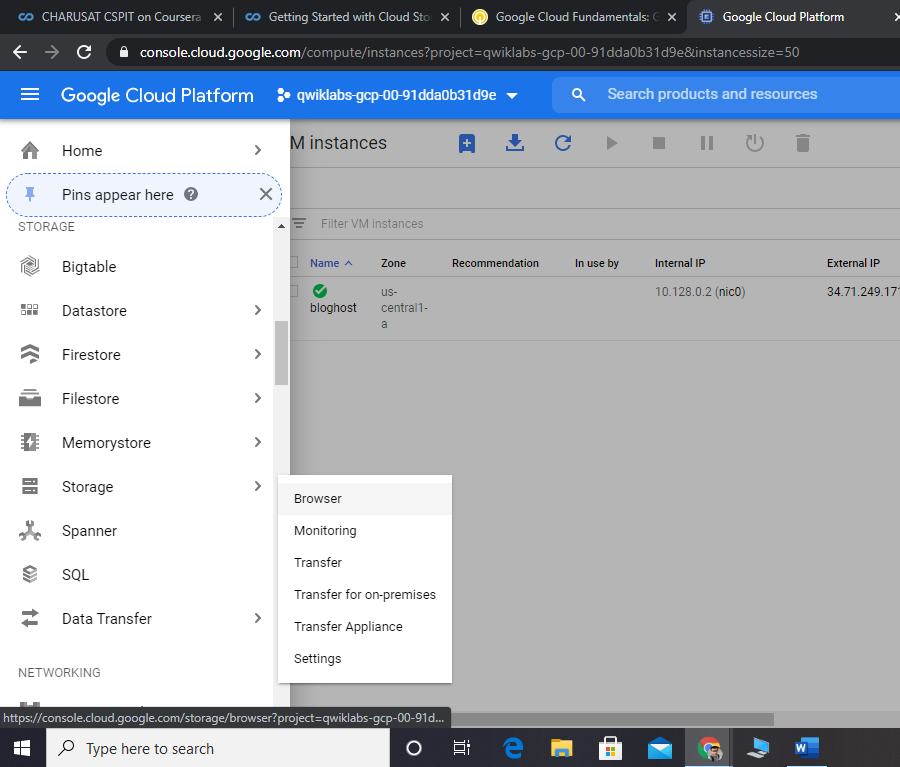 CHARUSAT CSPIT on Coursera
Getting Started with Cloud Sto
Google Cloud Fundamentals: G
Google Cloud Platform
console.cloud.google.com/compute/instances?project=qwiklabs-gcp-00-91dda0b31d9e&instancessize=50
Google Cloud Platform
qwiklabs-gcp-00-91dda0b31d9e
Search products and resources
Home
M instances
Pins appear here
STORAGE
Filter VM instances
Bigtable
Name
Zone
Recommendation
In use by
Internal IP
External IP
bloghost
us-
central1-
a
10.128.0.2 (nic0)
34.71.249.171
Datastore
Firestore
Filestore
Memorystore
Storage
Browser
Monitoring
Transfer
Transfer for on-premises
Transfer Appliance
Settings
Spanner
SQL
Data Transfer
NETWORKING
https://console.cloud.google.com/storage/browser?project=qwiklabs-gcp-00-91d...
Type here to search